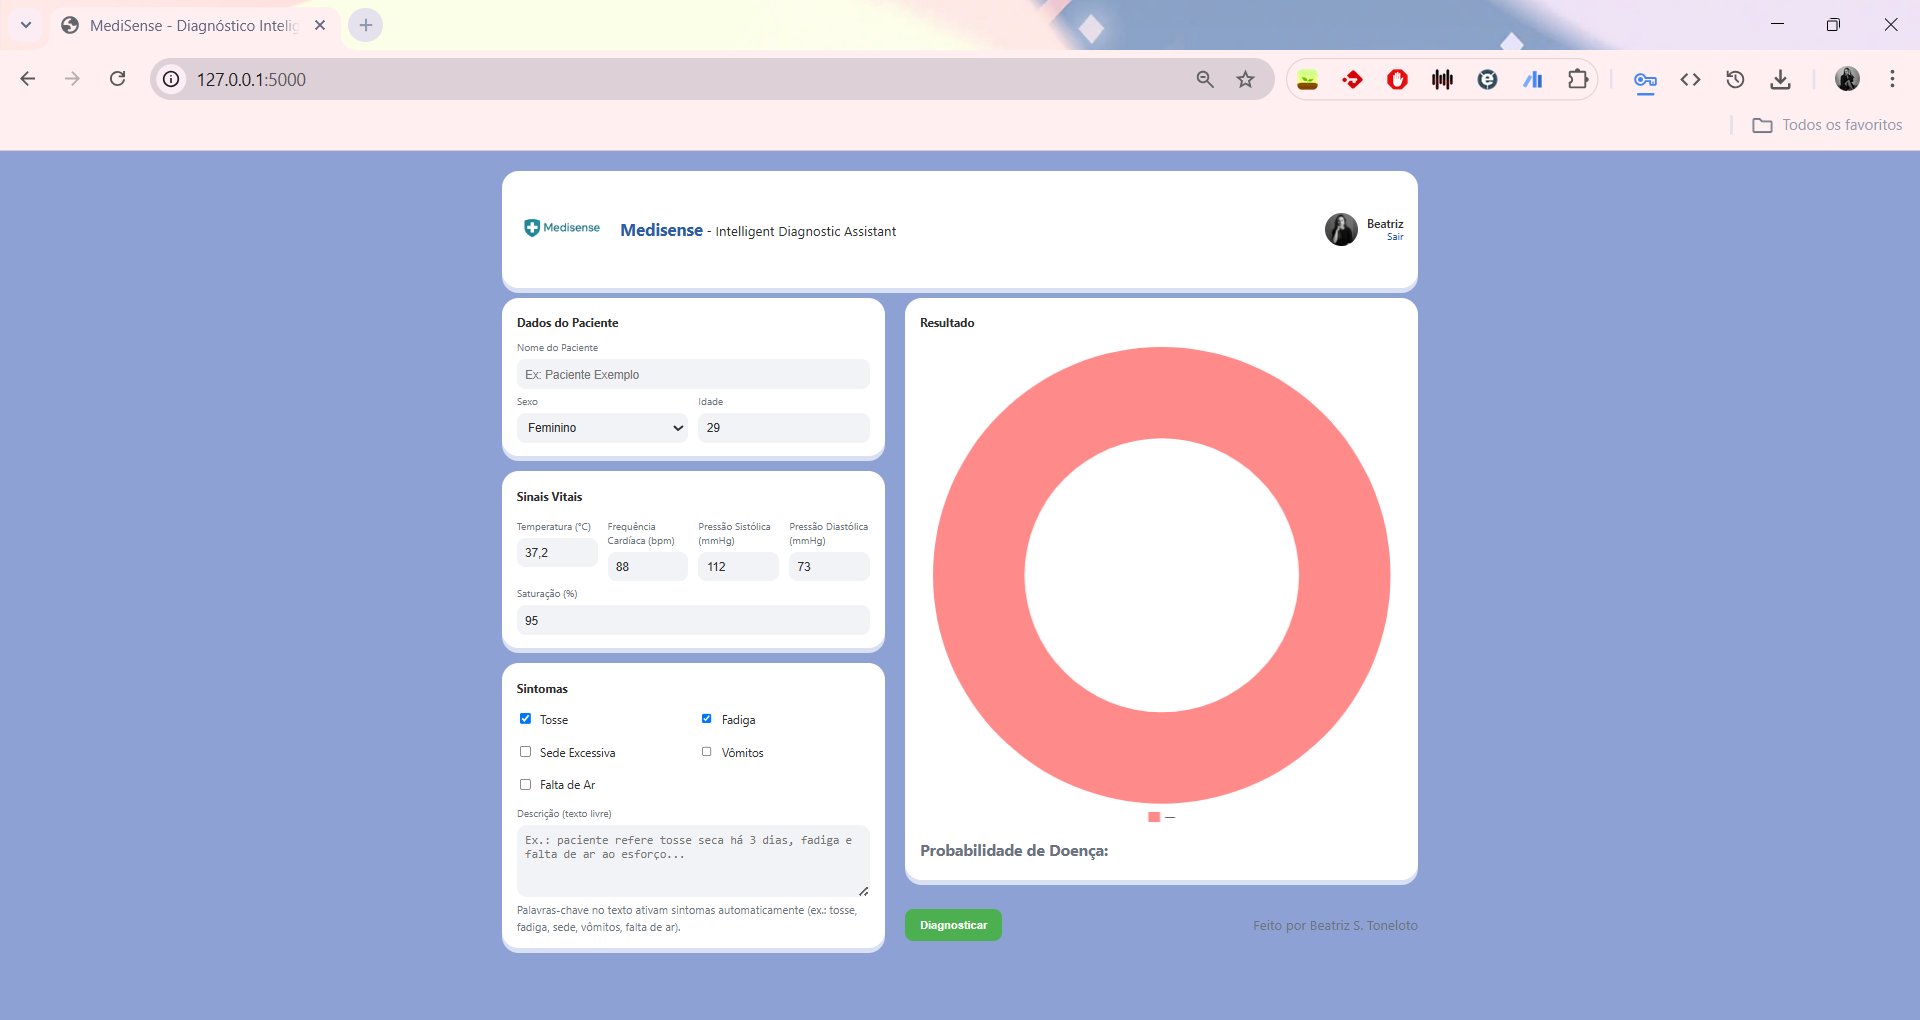 MediSense - Diagnóstico Intelig
127.0.0.1:5000
Todos os favoritos
Medisense
Medisense - Intelligent Diagnostic Assistant
Beatriz
Sair
Dados do Paciente
Nome do Paciente
Ex: Paciente Exemplo
Sexo
Idade
Feminino
29
Sinais Vitais
Temperatura (°C)
Frequência
Cardíaca (bpm)
Pressão Sistólica
(mmHg)
Pressão Diastólica
(mmHg)
37,2
88
112
73
Saturação (%)
95
Sintomas
Tosse
Fadiga
Sede Excessiva
Vômitos
Falta de Ar
Descrição (texto livre)
Ex.: paciente refere tosse seca há 3 dias, fadiga e
falta de ar ao esforço...
Palavras-chave no texto ativam sintomas automaticamente (ex.: tosse,
fadiga, sede, vômitos, falta de ar).
Resultado
—
Probabilidade de Doença:
Diagnosticar
Feito por Beatriz S. Toneloto